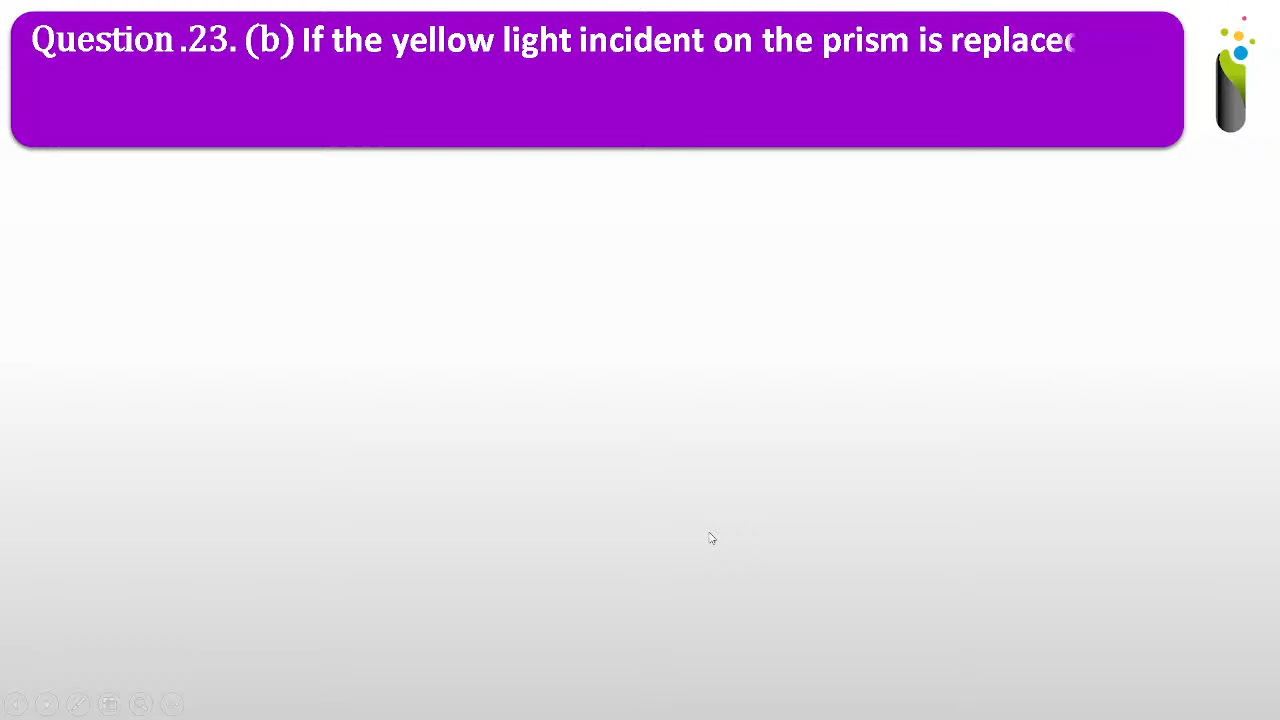 Question .23. (b) If the yellow light incident on the prism is replaced